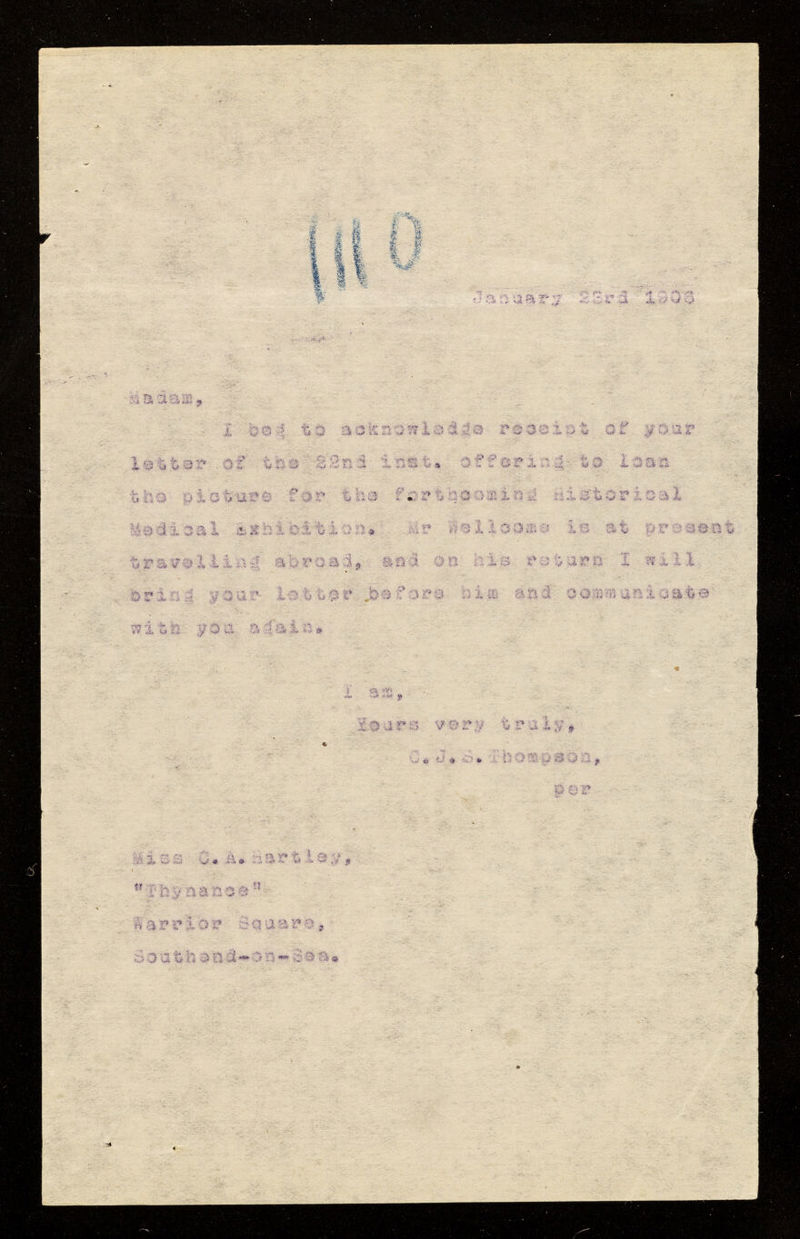 1110
January 23rd
Madam,
I beg to acknowledge receipt of your
letter of the 22nd inst. offering to loan
the picture for the forthcoming Historical
Medical Exhibition. Mr Wellcome is at present
travelling abroad, and on his return I will
bring your letter before him and communicate
with you again.
I am,
Yours very truly,
C. J. S. Thompson,
per
Miss C. A. Hartley,
"Thynance"
Warrior Square,
Southend-on-Sea.